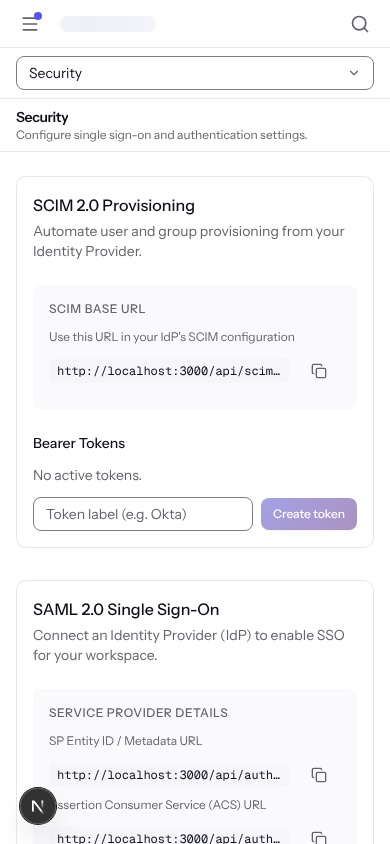 Security
Security
Configure single sign-on and authentication settings.
SCIM 2.0 Provisioning
Automate user and group provisioning from your
Identity Provider.
SCIM BASE URL
Use this URL in your IdP's SCIM configuration
http://localhost:3000/api/scim…
Bearer Tokens
No active tokens.
Token label (e.g. Okta)
Create token
SAML 2.0 Single Sign-On
Connect an Identity Provider (IdP) to enable SSO
for your workspace.
SERVICE PROVIDER DETAILS
SP Entity ID / Metadata URL
http://localhost:3000/api/auth…
N
ssertion Consumer Service (ACS) URL
http://localhost:3000/api/auth…